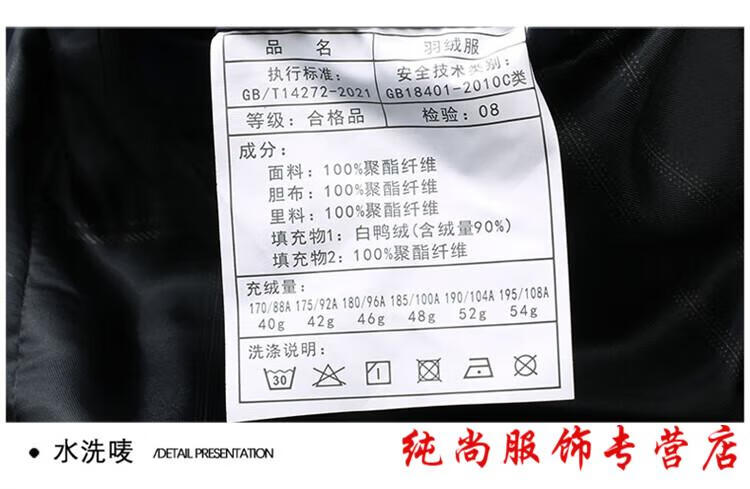 品 名 羽绒服
执行标准: 安全技术类别:
GB/T14272-2021 GB18401-2010C类
等级: 合格品 检验: 08
成分:
面料: 100%聚酯纤维
胆布: 100%聚酯纤维
里料: 100%聚酯纤维
填充物1: 白鸭绒(含绒量90%)
填充物2: 100%聚酯纤维
充绒量:
170/88A 175/92A 180/96A 185/100A 190/104A 195/108A
40g 42g 46g 48g 52g 54g
洗涤说明:
30
• 水洗唛 /DETAIL PRESENTATION
纯尚服饰专营店